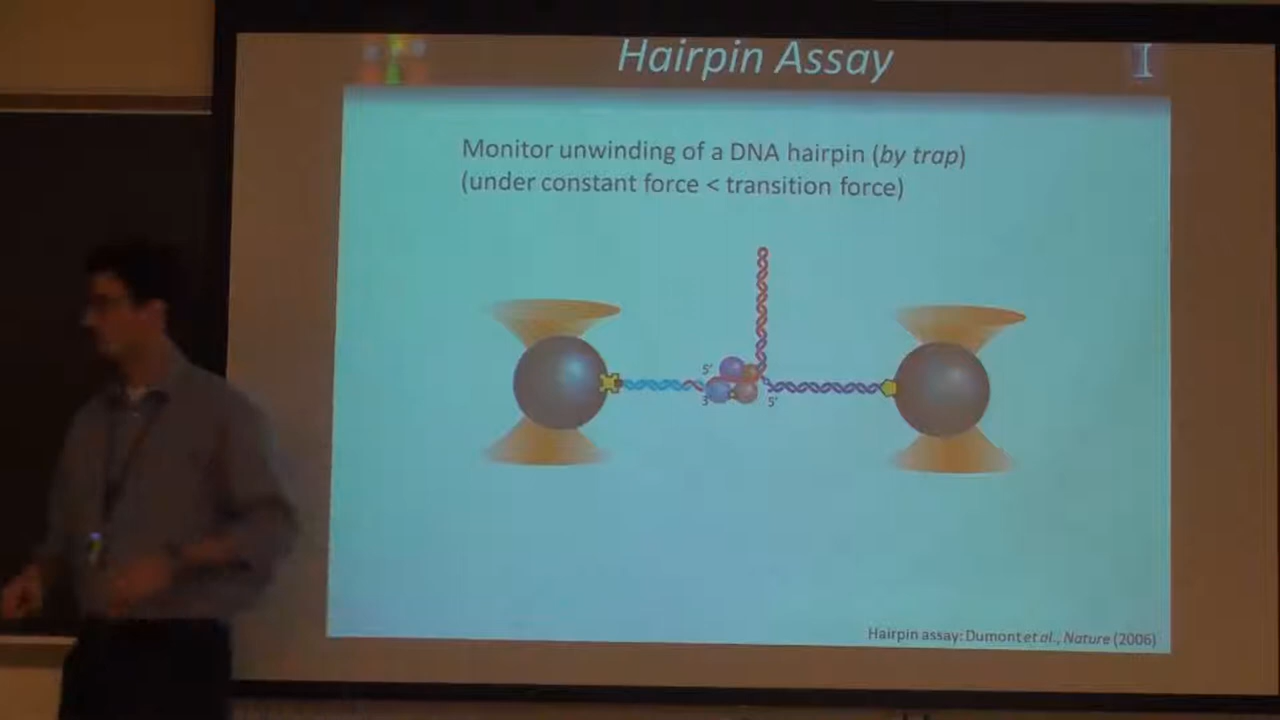 Hairpin Assay
I
Monitor unwinding of a DNA hairpin (by trap)
(under constant force < transition force)
5'
3'
5'
Hairpin assay: Dumont et al., Nature (2006)